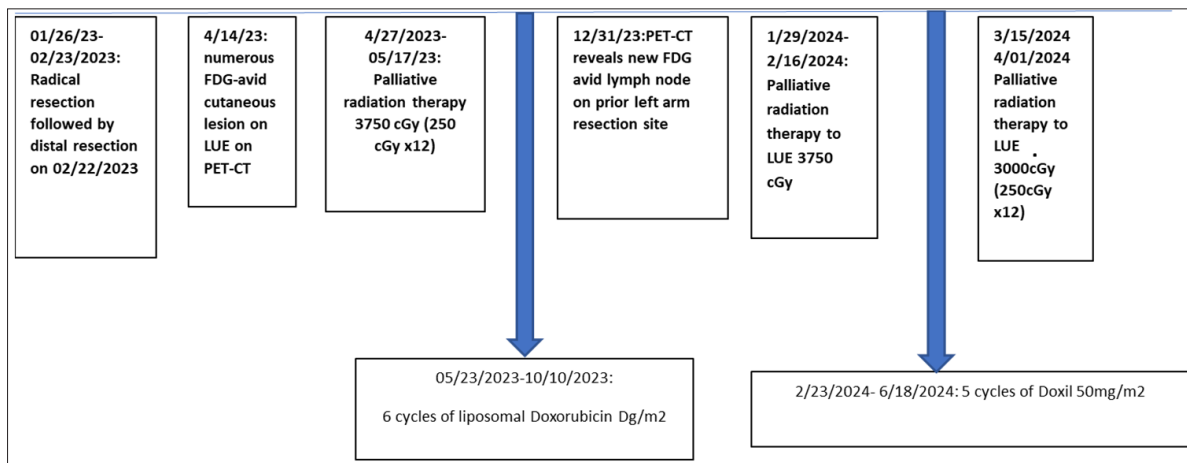 01/26/23-
02/23/2023:
Radical
resection
followed by
distal resection
on 02/22/2023
4/14/23:
numerous
FDG-avid
cutaneous
lesion on
LUE on
PET-CT
4/27/2023-
05/17/23:
Palliative
radiation therapy
3750 cGy (250
cGy x12)
12/31/23:PET-CT
reveals new FDG
avid lymph node
on prior left arm
resection site
1/29/2024-
2/16/2024:
Palliative
radiation
therapy to
LUE 3750
cGy
3/15/2024
4/01/2024
Palliative
radiation
therapy to
LUE
3000cGy
(250cGy
x12)
05/23/2023-10/10/2023:
6 cycles of liposomal Doxorubicin Dg/m2
2/23/2024- 6/18/2024: 5 cycles of Doxil 50mg/m2